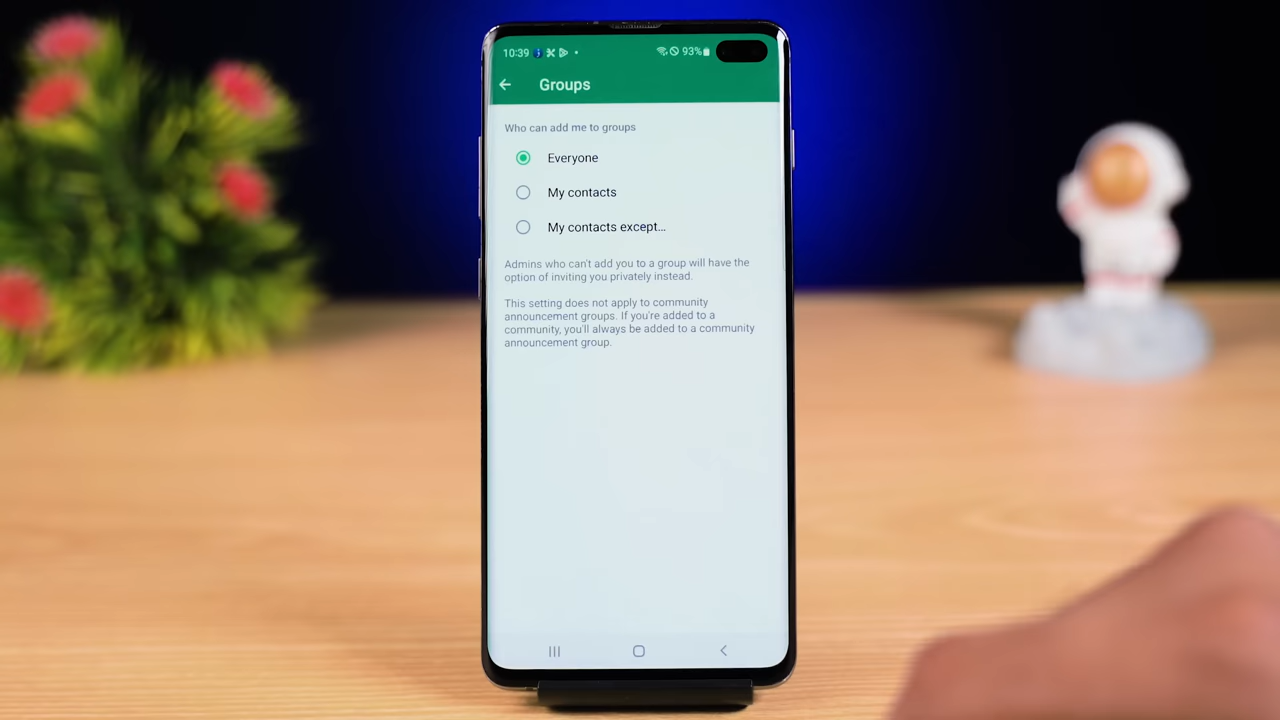 10:39 93%
Groups
Who can add me to groups
Everyone
My contacts
My contacts except...
Admins who can't add you to a group will have the
option of inviting you privately instead.
This setting does not apply to community
announcement groups. If you're added to a
community, you'll always be added to a community
announcement group.